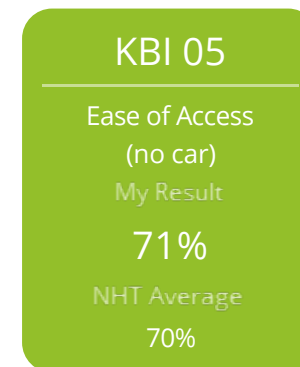 KBI 05
Ease of Access
(no car)
My Result
71%
NHT Average
70%